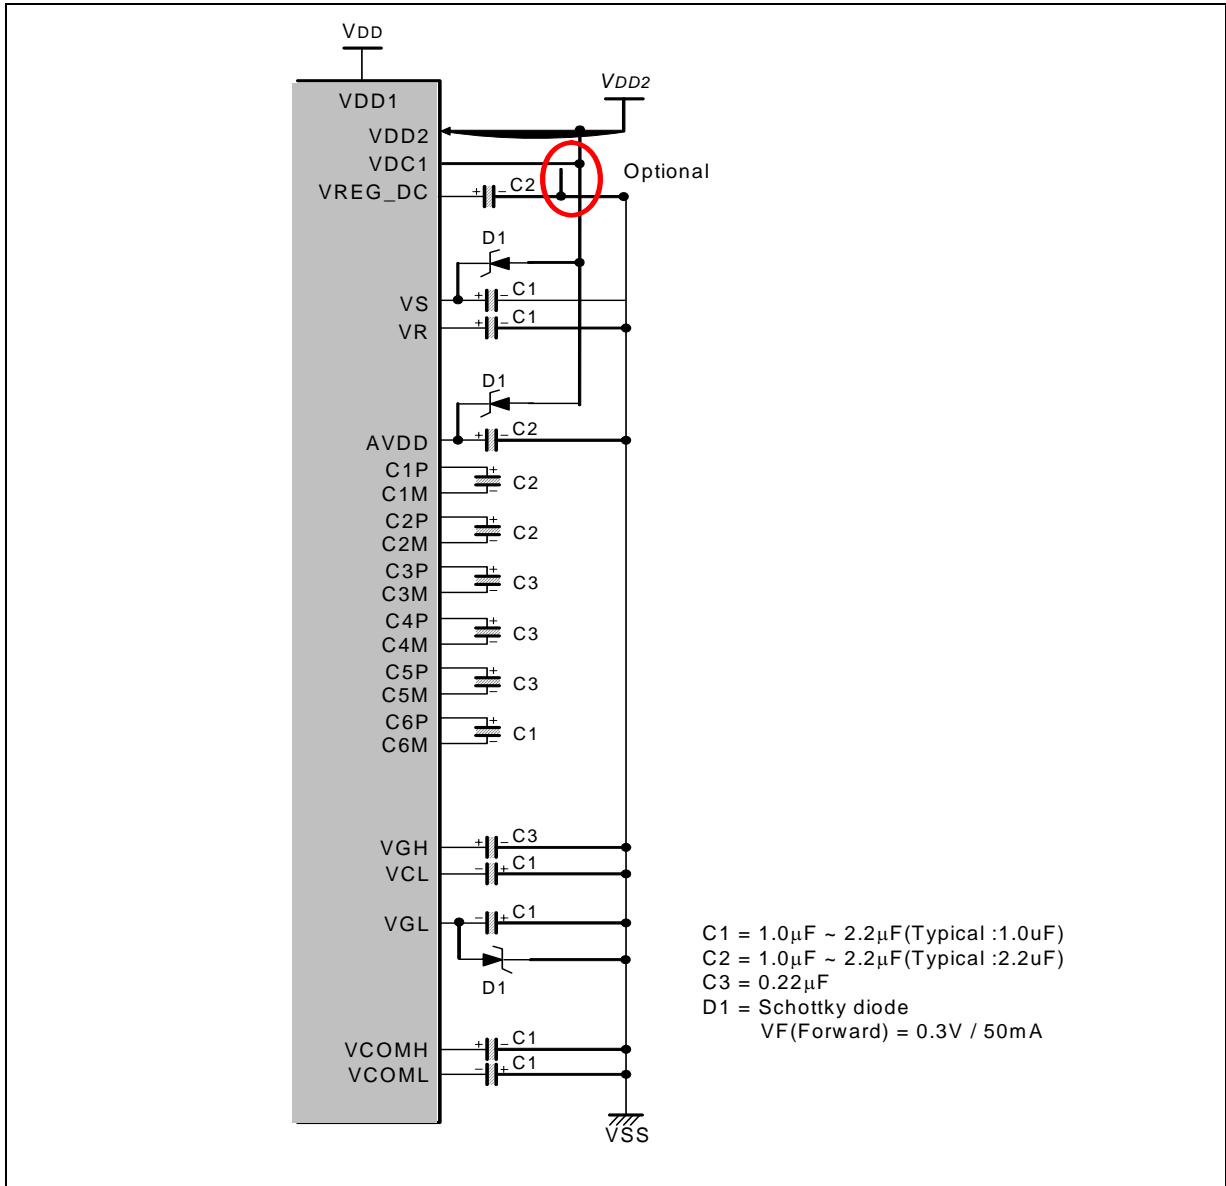 VDD
VDD2
VDD1
VDD2
VDC1
Optional
VREG_DC + – C2
D1
VS + – C1
VR + – C1
D1
AVDD + – C2
C1P +
C1M – C2
C2P +
C2M – C2
C3P +
C3M – C3
C4P +
C4M – C3
C5P +
C5M – C3
C6P +
C6M – C1
VGH + – C3
VCL – + C1
VGL – + C1
D1
C1 = 1.0μF ~ 2.2μF(Typical :1.0uF)
C2 = 1.0μF ~ 2.2μF(Typical :2.2uF)
C3 = 0.22μF
D1 = Schottky diode
VF(Forward) = 0.3V / 50mA
VCOMH + – C1
VCOML – + C1
VSS